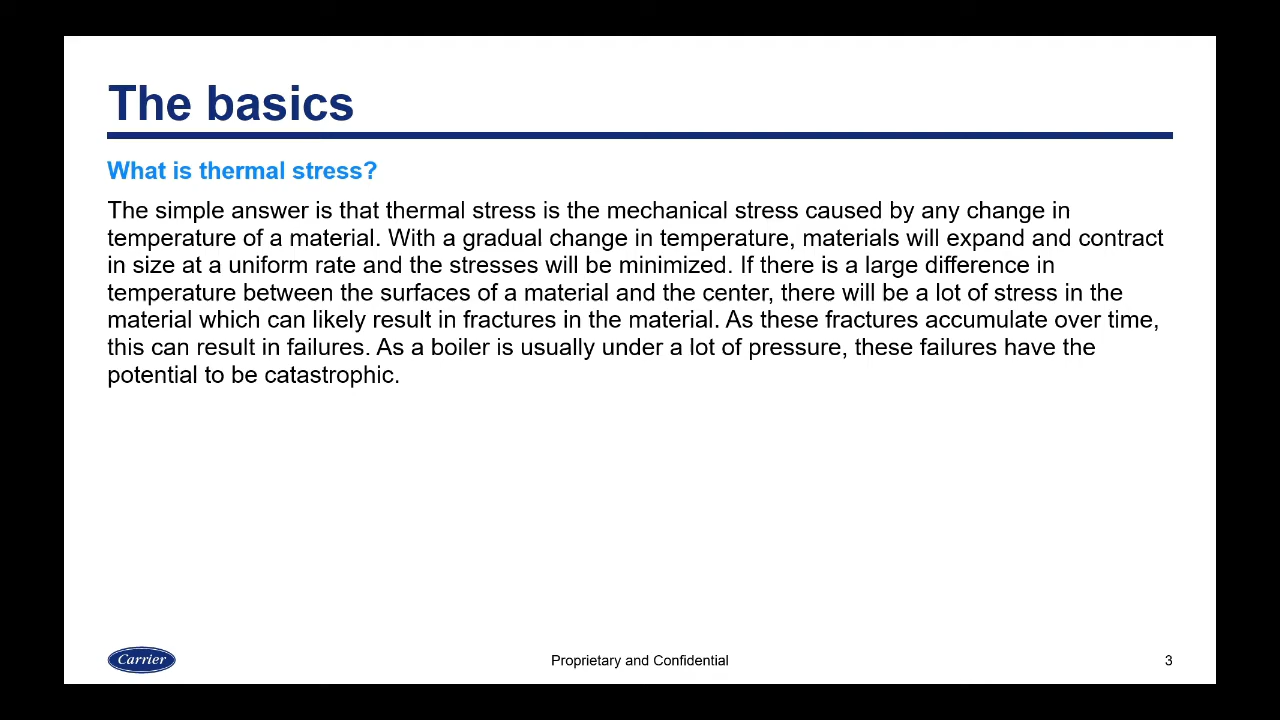 The basics
What is thermal stress?
The simple answer is that thermal stress is the mechanical stress caused by any change in
temperature of a material. With a gradual change in temperature, materials will expand and contract
in size at a uniform rate and the stresses will be minimized. If there is a large difference in
temperature between the surfaces of a material and the center, there will be a lot of stress in the
material which can likely result in fractures in the material. As these fractures accumulate over time,
this can result in failures. As a boiler is usually under a lot of pressure, these failures have the
potential to be catastrophic.
Carrier
Proprietary and Confidential
3